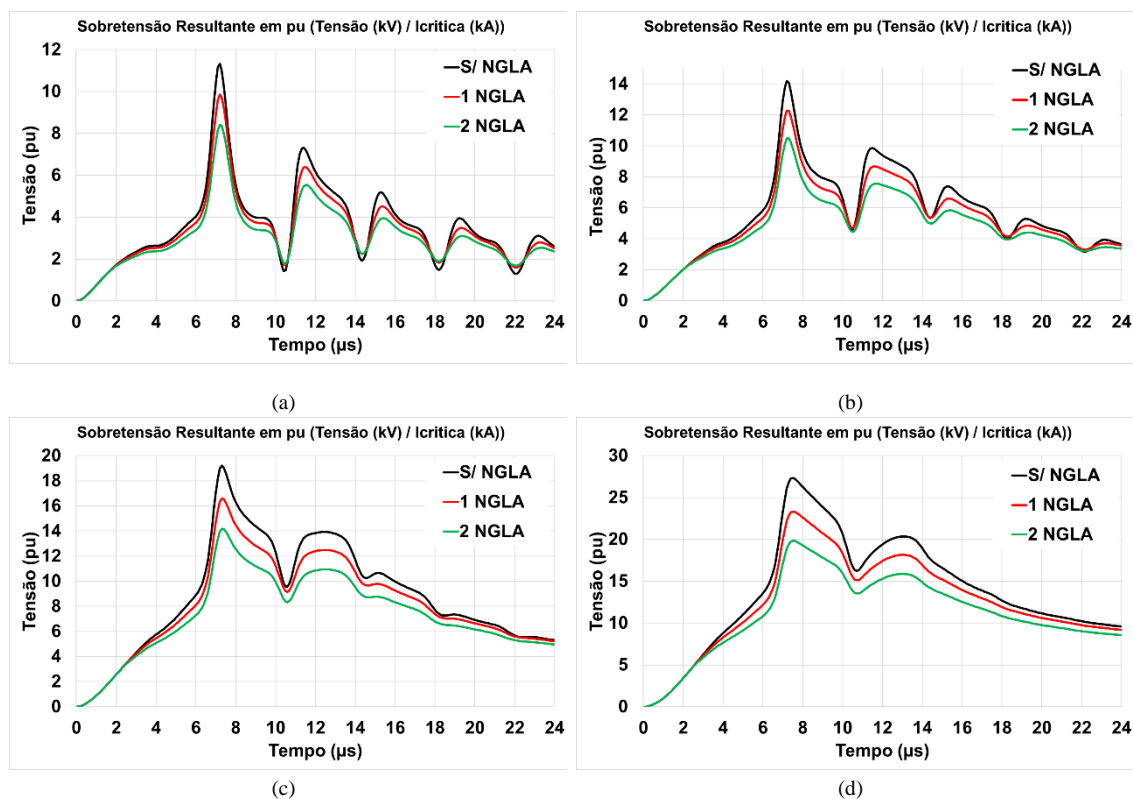 Sobretensão Resultante em pu (Tensão (kV) / Icritica (kA))
12
10
8
6
4
2
0
Tensão (pu)
S/ NGLA
1 NGLA
2 NGLA
0 2 4 6 8 10 12 14 16 18 20 22 24
Tempo (µs)
(a)
Sobretensão Resultante em pu (Tensão (kV) / Icritica (kA))
14
12
10
8
6
4
2
0
Tensão (pu)
S/ NGLA
1 NGLA
2 NGLA
0 2 4 6 8 10 12 14 16 18 20 22 24
Tempo (µs)
(b)
Sobretensão Resultante em pu (Tensão (kV) / Icritica (kA))
20
18
16
14
12
10
8
6
4
2
0
Tensão (pu)
S/ NGLA
1 NGLA
2 NGLA
0 2 4 6 8 10 12 14 16 18 20 22 24
Tempo (µs)
(c)
Sobretensão Resultante em pu (Tensão (kV) / Icritica (kA))
30
25
20
15
10
5
0
Tensão (pu)
S/ NGLA
1 NGLA
2 NGLA
0 2 4 6 8 10 12 14 16 18 20 22 24
Tempo (µs)
(d)